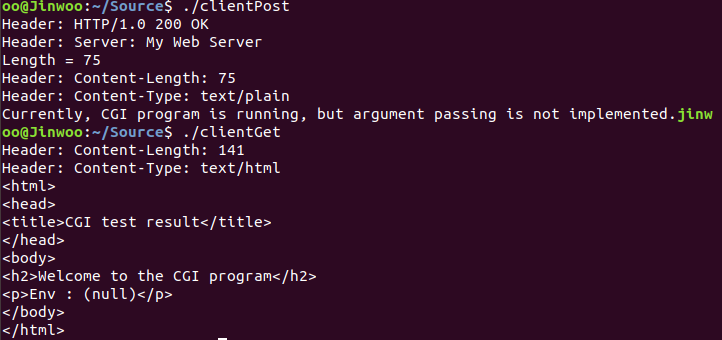 oo@Jinwoo:~/Source$ ./clientPost
Header: HTTP/1.0 200 OK
Header: Server: My Web Server
Length = 75
Header: Content-Length: 75
Header: Content-Type: text/plain
Currently, CGI program is running, but argument passing is not implemented.jinw
oo@Jinwoo:~/Source$ ./clientGet
Header: Content-Length: 141
Header: Content-Type: text/html
<html>
<head>
<title>CGI test result</title>
</head>
<body>
<h2>Welcome to the CGI program</h2>
<p>Env : (null)</p>
</body>
</html>